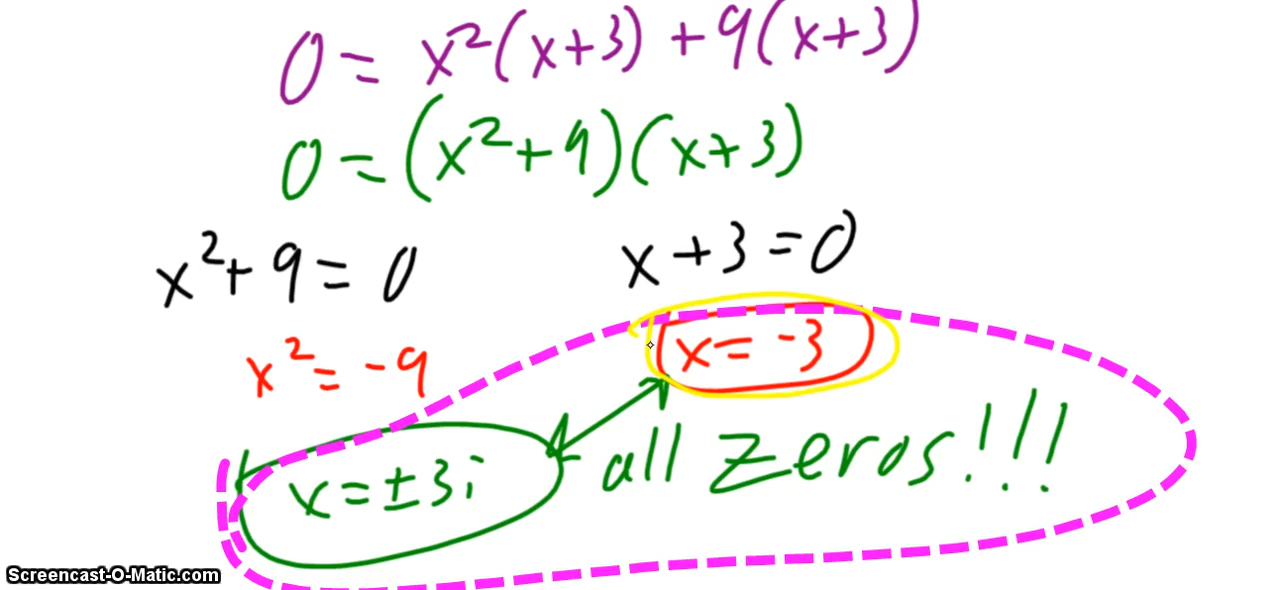 0 = x²(x+3) + 9(x+3)
0 = (x²+9)(x+3)
x²+9=0 x+3=0
x² = -9 x = -3
x = ±3i all zeros!!!
Screencast-O-Matic.com